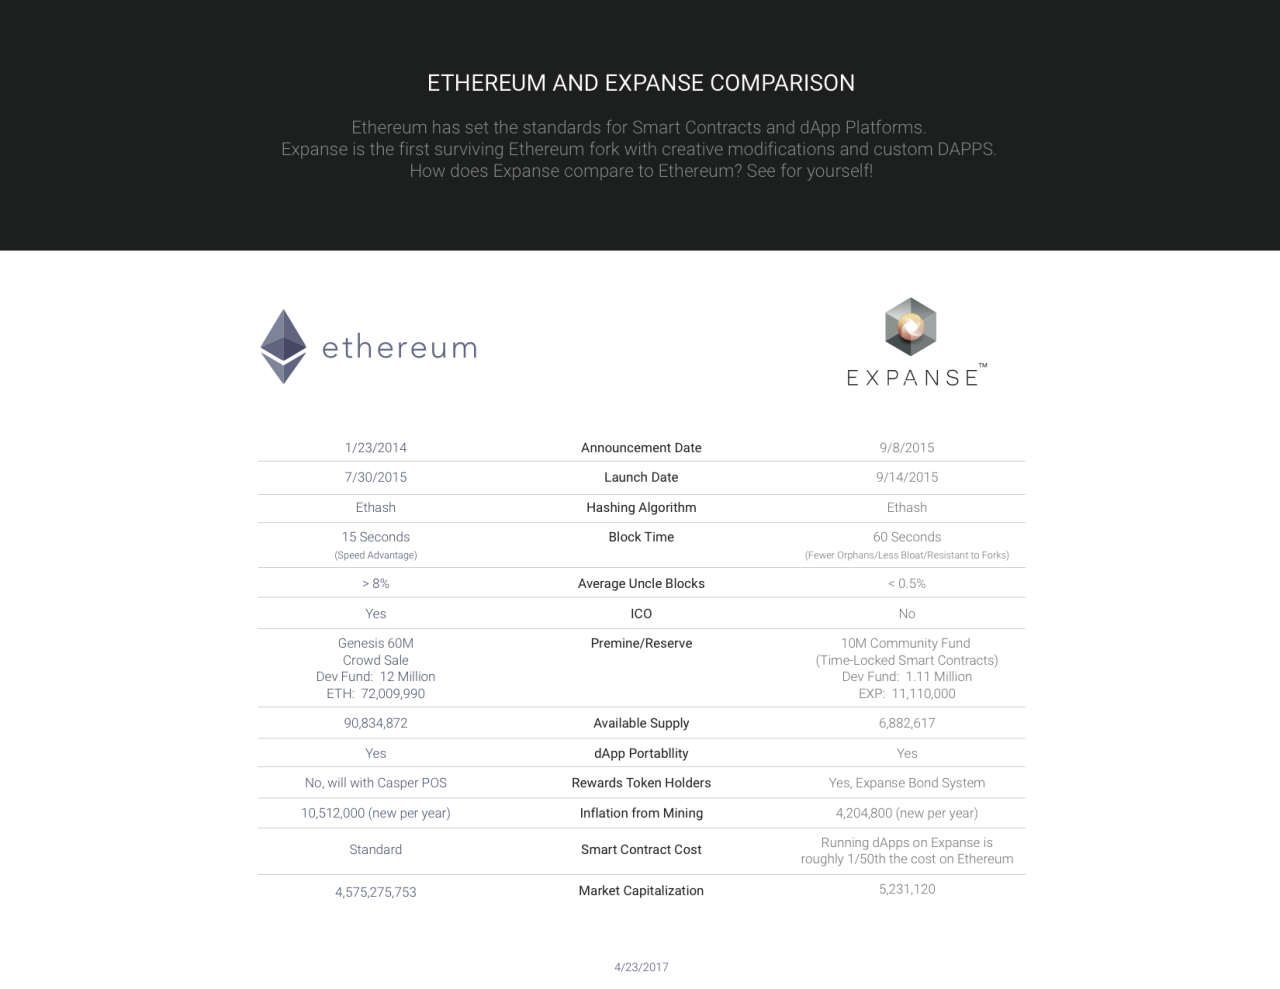 ETHEREUM AND EXPANSE COMPARISON
Ethereum has set the standards for Smart Contracts and dApp Platforms.
Expanse is the first surviving Ethereum fork with creative modifications and custom DAPPS.
How does Expanse compare to Ethereum? See for yourself!
ethereum
EXPANSE™
1/23/2014 Announcement Date 9/8/2015
7/30/2015 Launch Date 9/14/2015
Ethash Hashing Algorithm Ethash
15 Seconds Block Time 60 Seconds
(Speed Advantage) (Fewer Orphans/Less Bloat/Resistant to Forks)
> 8% Average Uncle Blocks < 0.5%
Yes ICO No
Genesis 60M Premine/Reserve 10M Community Fund
Crowd Sale (Time-Locked Smart Contracts)
Dev Fund: 12 Million Dev Fund: 1.11 Million
ETH: 72,009,990 EXP: 11,110,000
90,834,872 Available Supply 6,882,617
Yes dApp Portabllity Yes
No, will with Casper POS Rewards Token Holders Yes, Expanse Bond System
10,512,000 (new per year) Inflation from Mining 4,204,800 (new per year)
Standard Smart Contract Cost Running dApps on Expanse is
roughly 1/50th the cost on Ethereum
4,575,275,753 Market Capitalization 5,231,120
4/23/2017